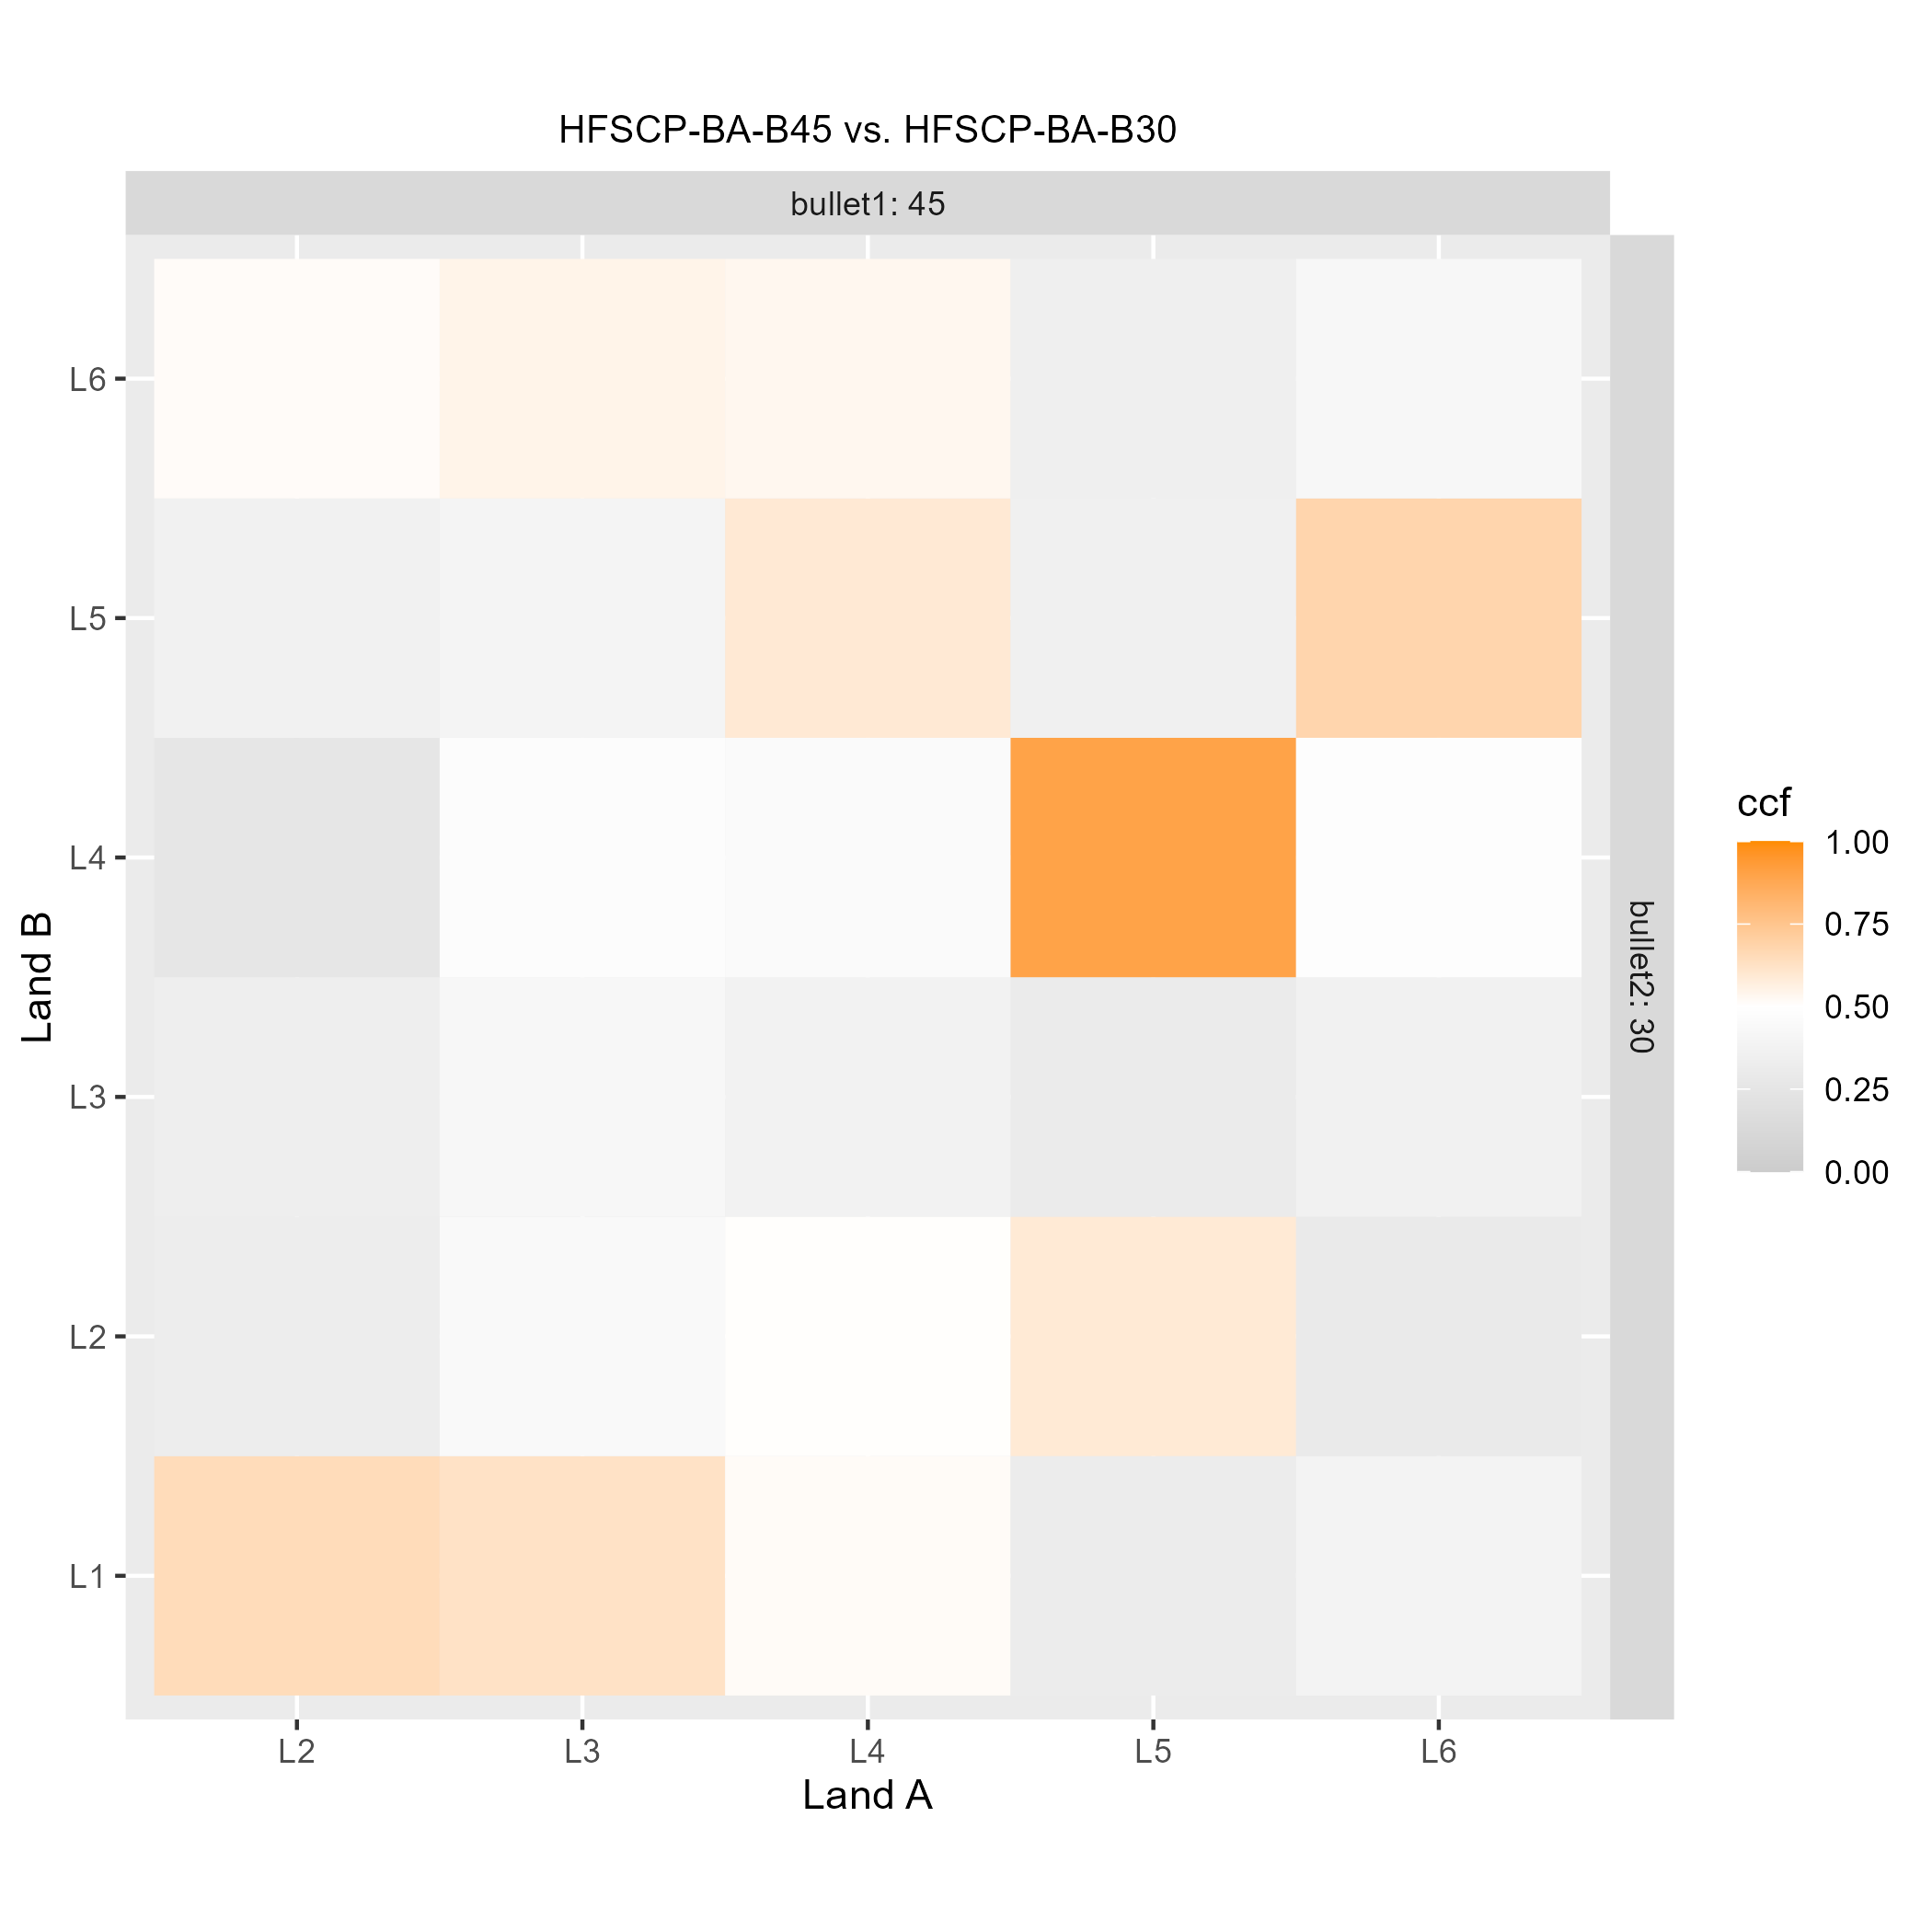 HFSCP-BA-B45 vs. HFSCP-BA-B30
bullet1: 45
L6
L5
L4
L3
L2
L1
Land B
bullet2: 30
ccf
1.00
0.75
0.50
0.25
0.00
L2
L3
L4
L5
L6
Land A